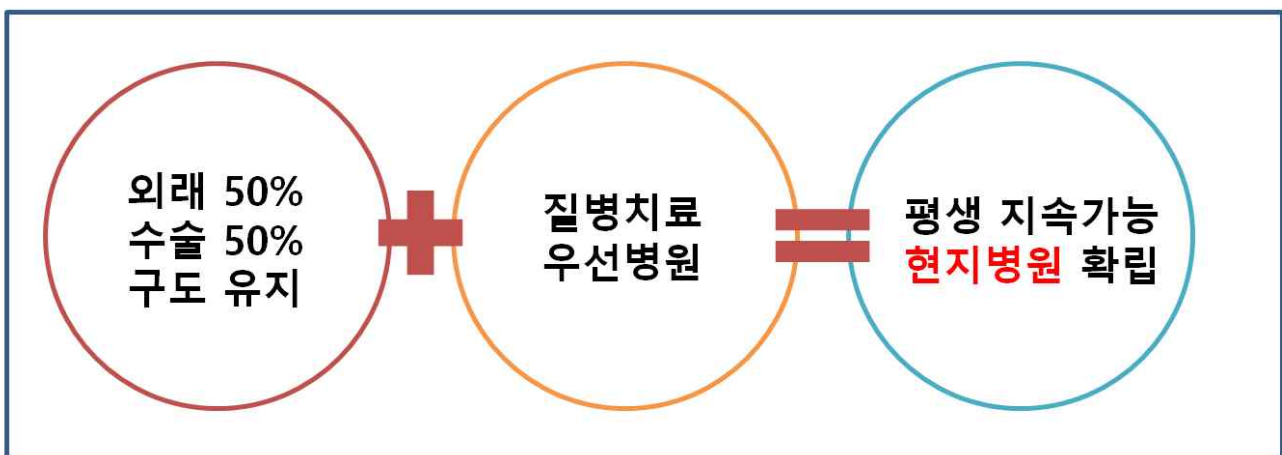 외래 50%
수술 50%
구도 유지
질병치료
우선병원
평생 지속가능
현지병원 확립